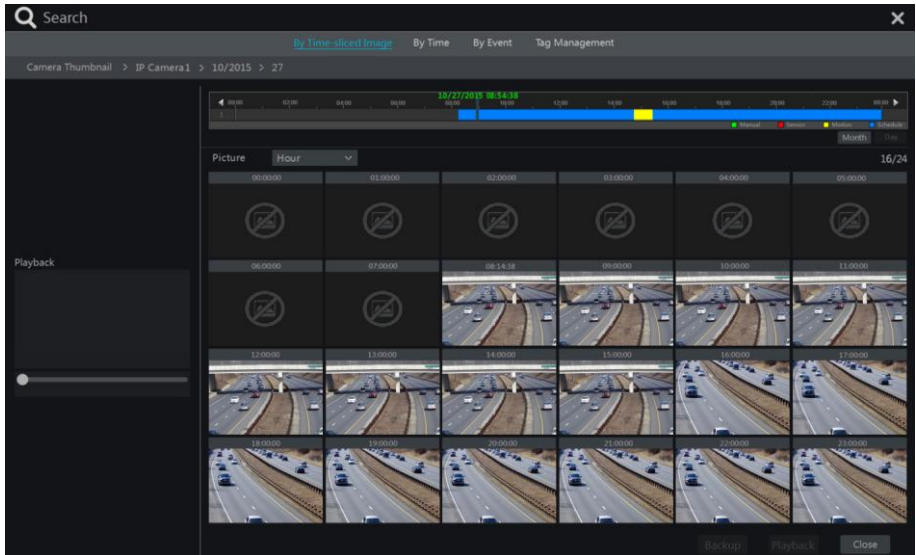 Search
By Time-sliced Image By Time By Event Tag Management
Camera Thumbnail > IP Camera1 > 10/2015 > 27
10/27/2015 08:54:38
00:00 02:00 04:00 06:00 08:00 10:00 12:00 14:00 16:00 18:00 20:00 22:00 00:00
1
Manual Sensor Motion Schedule
Month Day
Picture Hour 16/24
00:00:00 01:00:00 02:00:00 03:00:00 04:00:00 05:00:00
Playback
06:00:00 07:00:00 08:14:38 09:00:00 10:00:00 11:00:00
12:00:00 13:00:00 14:00:00 15:00:00 16:00:00 17:00:00
18:00:00 19:00:00 20:00:00 21:00:00 22:00:00 23:00:00
Backup Playback Close